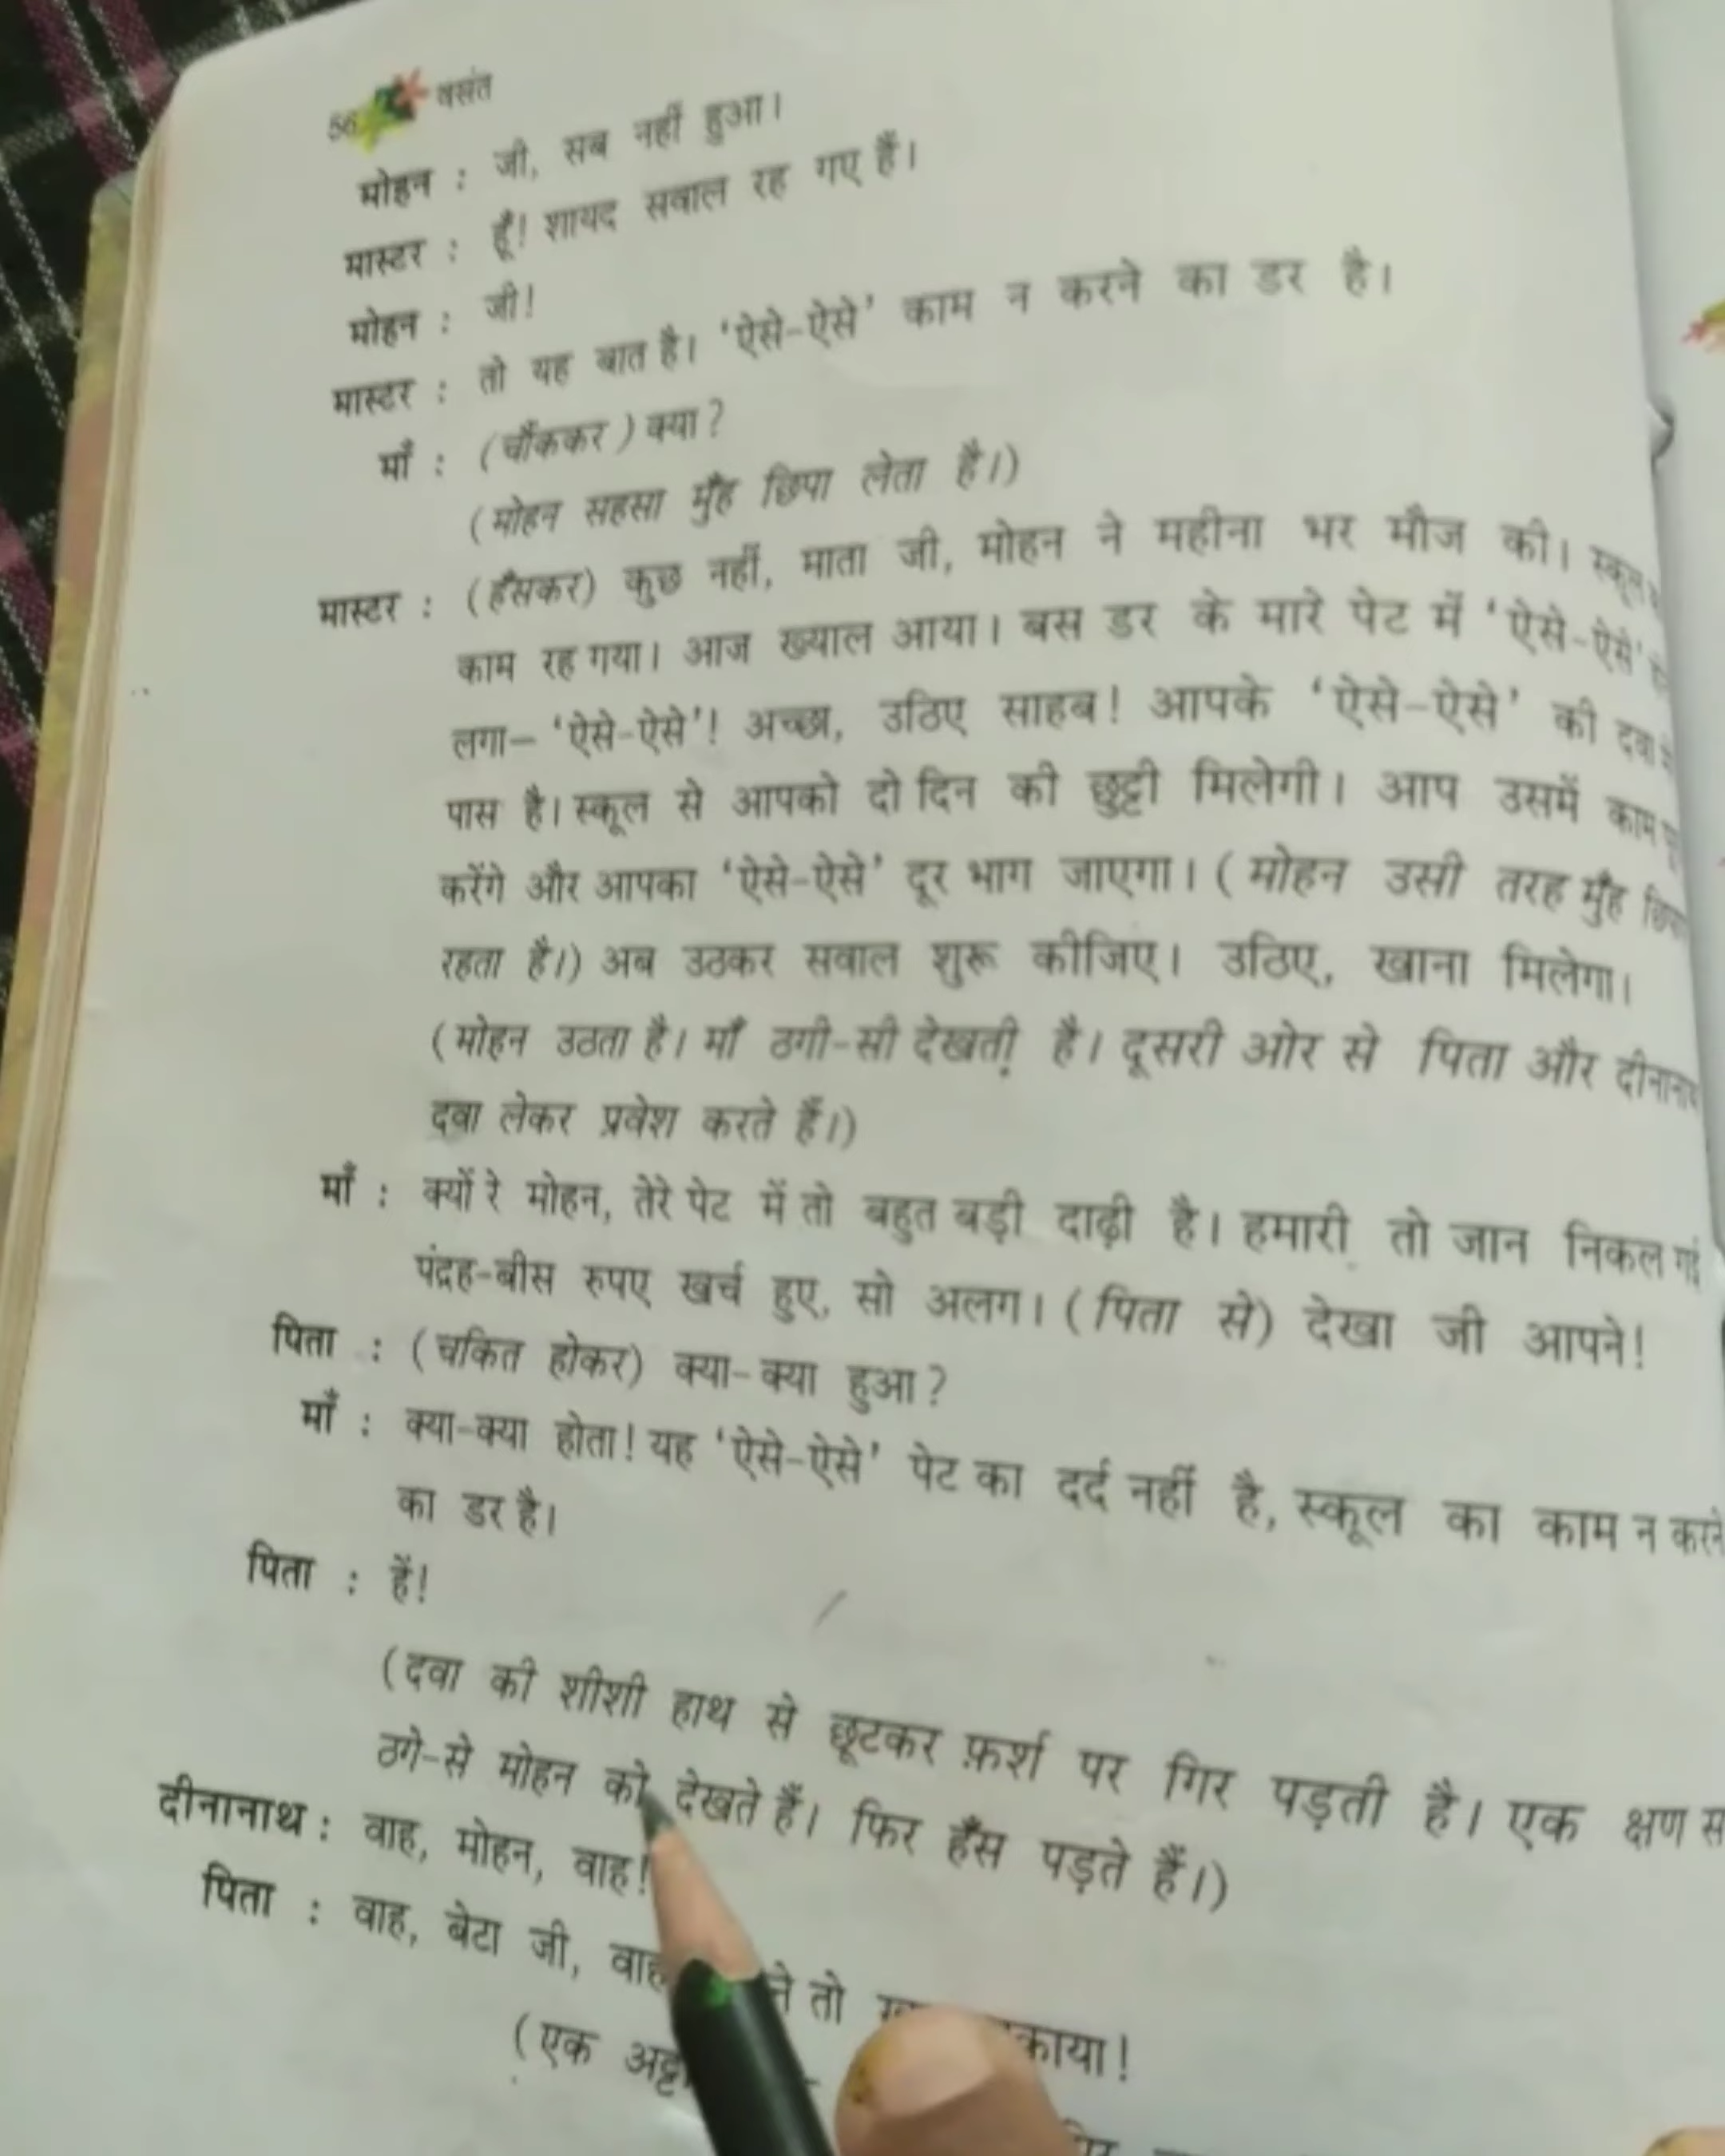 56 वसंत
मोहन : जी, सब नहीं हुआ।
मास्टर : हूँ! शायद सवाल रह गए हैं।
मोहन : जी!
मास्टर : तो यह बात है। 'ऐसे-ऐसे' काम न करने का डर है।
माँ : (चौंककर) क्या?
(मोहन सहसा मुँह छिपा लेता है।)
मास्टर : (हँसकर) कुछ नहीं, माता जी, मोहन ने महीना भर मौज की। स्कूल
काम रह गया। आज ख्याल आया। बस डर के मारे पेट में 'ऐसे-ऐसे'
लगा– 'ऐसे-ऐसे'! अच्छा, उठिए साहब! आपके 'ऐसे-ऐसे' की दवा
पास है। स्कूल से आपको दो दिन की छुट्टी मिलेगी। आप उसमें काम
करेंगे और आपका 'ऐसे-ऐसे' दूर भाग जाएगा। (मोहन उसी तरह मुँह
रहता है।) अब उठकर सवाल शुरू कीजिए। उठिए, खाना मिलेगा।
(मोहन उठता है। माँ ठगी-सी देखती है। दूसरी ओर से पिता और दीनानाथ
दवा लेकर प्रवेश करते हैं।)
माँ : क्यों रे मोहन, तेरे पेट में तो बहुत बड़ी दाढ़ी है। हमारी तो जान निकल गई
पंद्रह-बीस रुपए खर्च हुए, सो अलग। (पिता से) देखा जी आपने!
पिता : (चकित होकर) क्या-क्या हुआ?
माँ : क्या-क्या होता! यह 'ऐसे-ऐसे' पेट का दर्द नहीं है, स्कूल का काम न करने
का डर है।
पिता : हें!
(दवा की शीशी हाथ से छूटकर फ़र्श पर गिर पड़ती है। एक क्षण
ठगे-से मोहन को देखते हैं। फिर हँस पड़ते हैं।)
दीनानाथ : वाह, मोहन, वाह!
पिता : वाह, बेटा जी, वाह तो
(एक